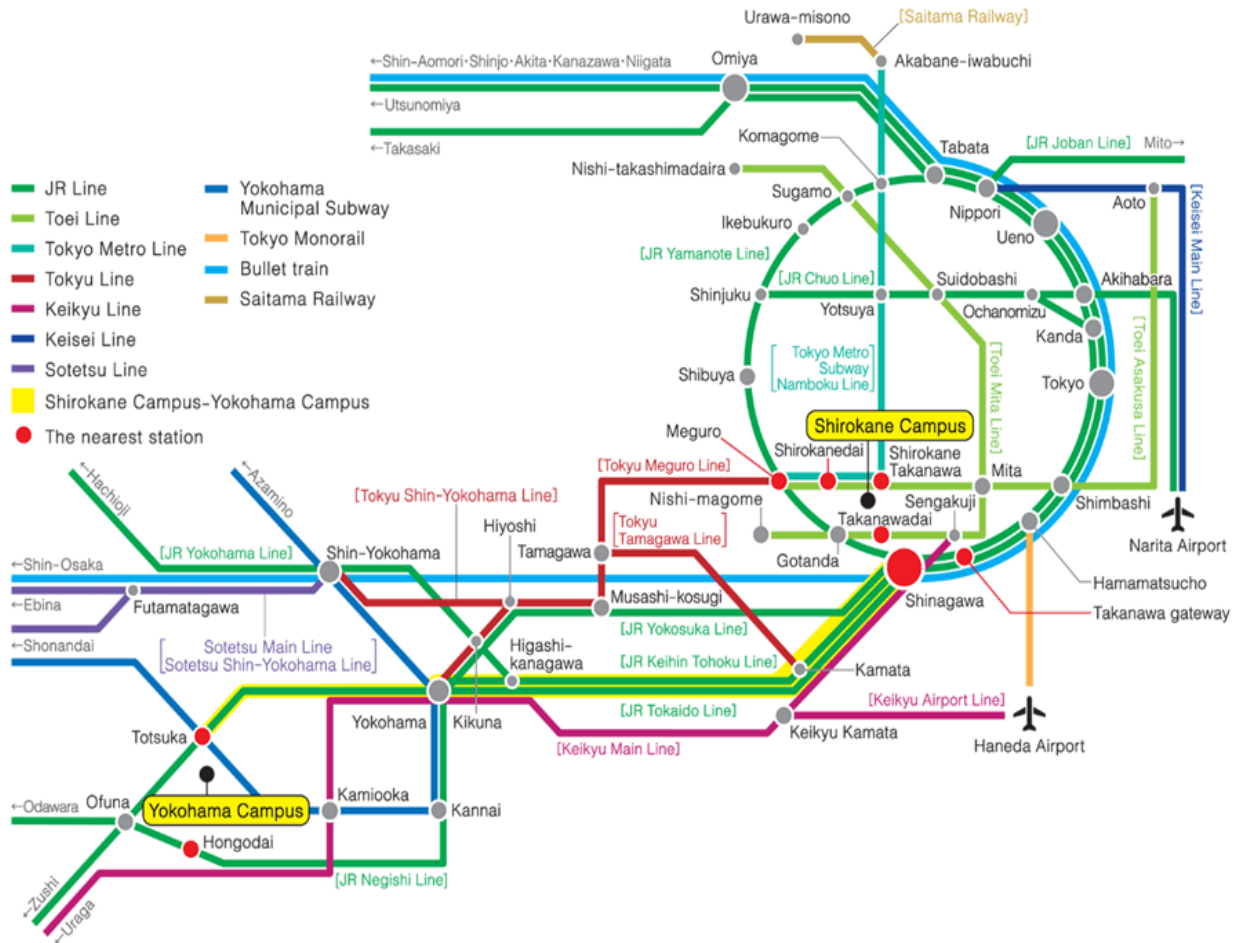 Urawa-misono
[Saitama Railway]
←Shin-Aomori·Shinjo·Akita·Kanazawa·Niigata
Omiya
Akabane-iwabuchi
←Utsunomiya
Komagome
Tabata
[JR Joban Line]
Mito→
←Takasaki
Nishi-takashimadaira
Sugamo
Nippori
Aoto
Ueno
Ikebukuro
[JR Yamanote Line]
[JR Chuo Line]
Suidobashi
Akihabara
Shinjuku
Yotsuya
Ochanomizu
Kanda
[Keisei Main Line]
[Toei Asakusa Line]
[Toei Mita Line]
Shibuya
Tokyo Metro
Subway
Namboku Line
Tokyo
JR Line
Toei Line
Tokyo Metro Line
Tokyu Line
Keikyu Line
Keisei Line
Sotetsu Line
Yokohama
Municipal Subway
Tokyo Monorail
Bullet train
Saitama Railway
Shirokane Campus-Yokohama Campus
The nearest station
Shirokane Campus
Meguro
Shirokanedai
Shirokane
Takanawa
[Tokyu Meguro Line]
Mita
Nishi-magome
Sengakuji
Shimbashi
Takanawadai
Gotanda
Narita Airport
←Hachioji
←Azamino
[Tokyu Shin-Yokohama Line]
Hiyoshi
Tokyu
Tamagawa Line
Tamagawa
[JR Yokohama Line]
Shin-Yokohama
←Shin-Osaka
Hamamatsucho
Shinagawa
Takanawa gateway
←Ebina
Futamatagawa
Musashi-kosugi
[JR Yokosuka Line]
←Shonandai
Sotetsu Main Line
Sotetsu Shin-Yokohama Line
Higashi-
kanagawa
[JR Keihin Tohoku Line]
Kamata
Yokohama
Kikuna
[JR Tokaido Line]
[Keikyu Airport Line]
Totsuka
[Keikyu Main Line]
Keikyu Kamata
Haneda Airport
←Odawara
Ofuna
Yokohama Campus
Kamiooka
Kannai
Hongodai
[JR Negishi Line]
←Zushi
←Uraga